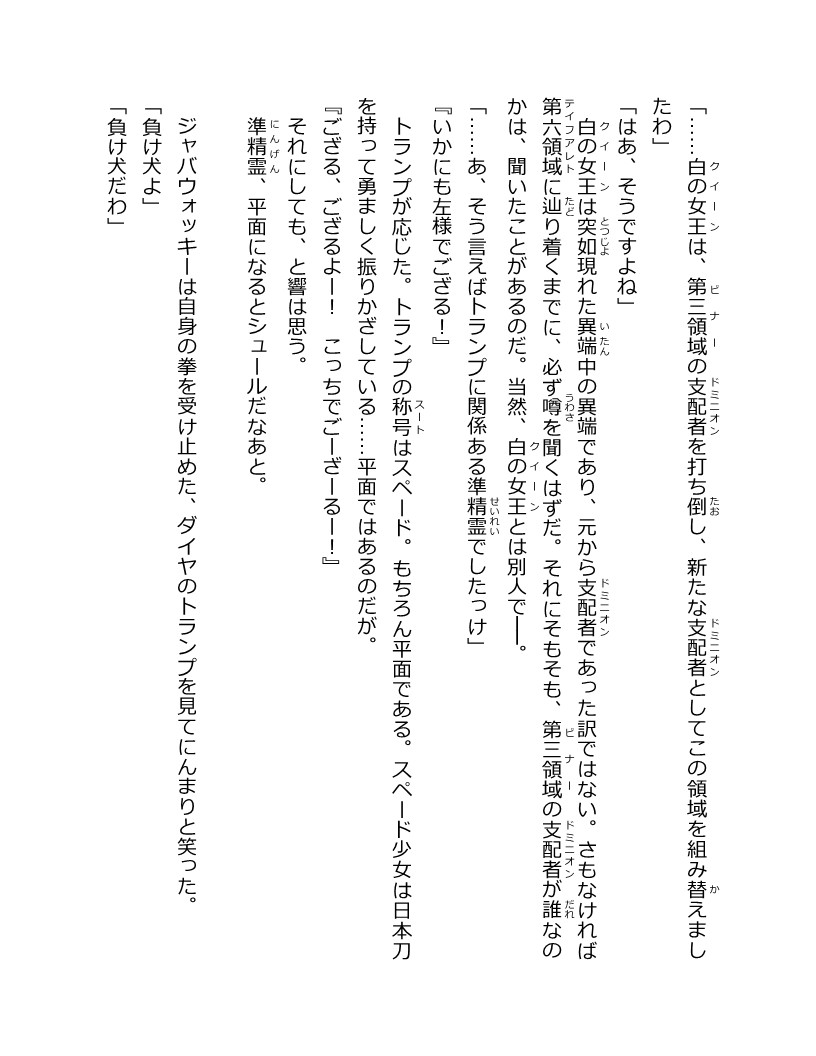 「……白の女王は、第三領域の支配者を打ち倒し、新たな支配者としてこの領域を組み替えまし
たわ」
「はあ、そうですよね」
　白の女王は突如現れた異端中の異端であり、元から支配者であった訳ではない。さもなければ
第六領域に辿り着くまでに、必ず噂を聞くはずだ。それにそもそも、第三領域の支配者が誰なの
かは、聞いたことがあるのだ。当然、白の女王とは別人で──。
「……あ、そう言えばトランプに関係ある準精霊でしたっけ」
『いかにも左様でござる！』
　トランプが応じた。トランプの称号はスペード。もちろん平面である。スペード少女は日本刀
を持って勇ましく振りかざしている……平面ではあるのだが。
『ござる、ござるよー！　こっちでごーざーるー！』
　それにしても、と響は思う。
　準精霊、平面になるとシュールだなあと。
　ジャバウォッキーは自身の拳を受け止めた、ダイヤのトランプを見てにんまりと笑った。
「負け犬よ」
「負け犬だわ」